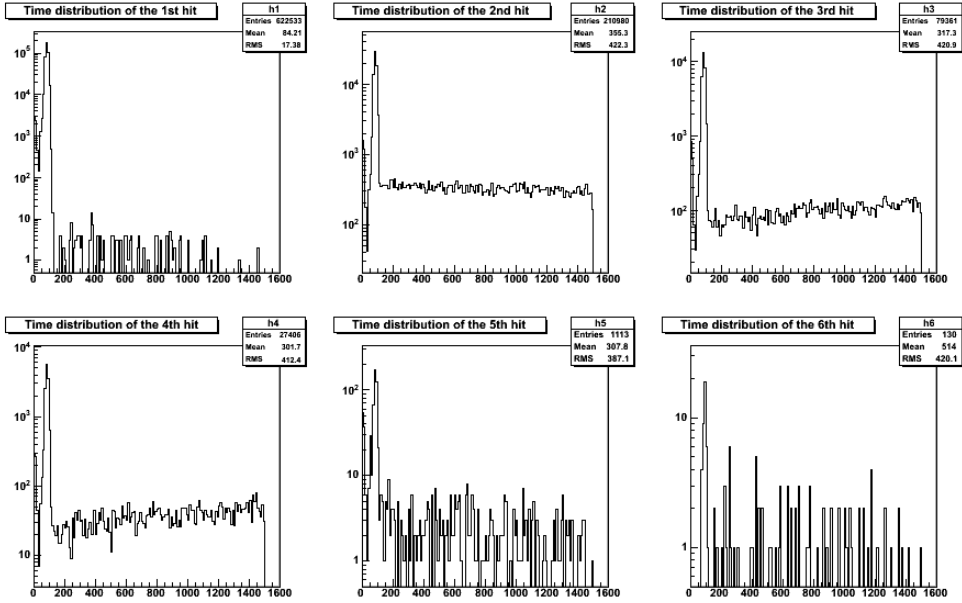 Time distribution of the 1st hit
h1
Entries 622533
Mean 84.21
RMS 17.38
10^5
10^4
10^3
10^2
10
1
0 200 400 600 800 1000 1200 1400 1600
Time distribution of the 2nd hit
h2
Entries 210980
Mean 355.3
RMS 422.3
10^4
10^3
10^2
0 200 400 600 800 1000 1200 1400 1600
Time distribution of the 3rd hit
h3
Entries 79361
Mean 317.3
RMS 420.9
10^4
10^3
10^2
0 200 400 600 800 1000 1200 1400 1600
Time distribution of the 4th hit
h4
Entries 27406
Mean 301.7
RMS 412.4
10^4
10^3
10^2
10
0 200 400 600 800 1000 1200 1400 1600
Time distribution of the 5th hit
h5
Entries 1113
Mean 307.8
RMS 387.1
10^2
10
1
0 200 400 600 800 1000 1200 1400 1600
Time distribution of the 6th hit
h6
Entries 130
Mean 514
RMS 420.1
10
1
0 200 400 600 800 1000 1200 1400 1600